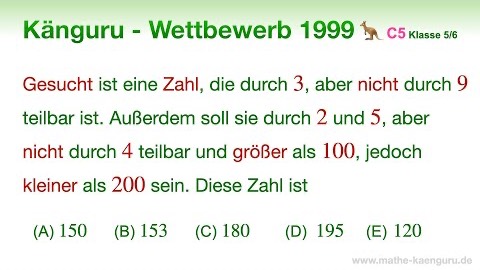 Känguru - Wettbewerb 1999 C5 Klasse 5/6
Gesucht ist eine Zahl, die durch 3, aber nicht durch 9
teilbar ist. Außerdem soll sie durch 2 und 5, aber
nicht durch 4 teilbar und größer als 100, jedoch
kleiner als 200 sein. Diese Zahl ist
(A) 150 (B) 153 (C) 180 (D) 195 (E) 120
www.mathe-kaenguru.de